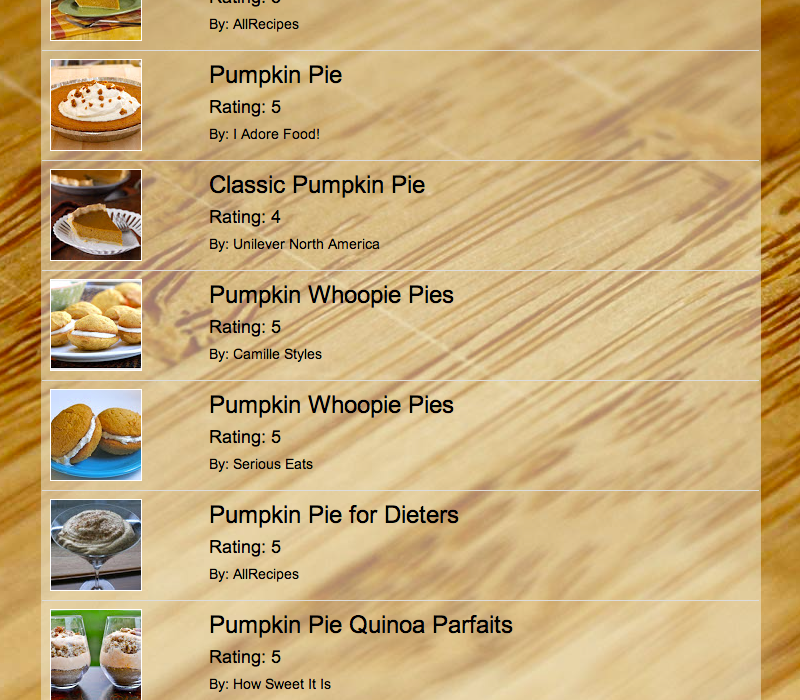 Rating: 5
By: AllRecipes
Pumpkin Pie
Rating: 5
By: I Adore Food!
Classic Pumpkin Pie
Rating: 4
By: Unilever North America
Pumpkin Whoopie Pies
Rating: 5
By: Camille Styles
Pumpkin Whoopie Pies
Rating: 5
By: Serious Eats
Pumpkin Pie for Dieters
Rating: 5
By: AllRecipes
Pumpkin Pie Quinoa Parfaits
Rating: 5
By: How Sweet It Is